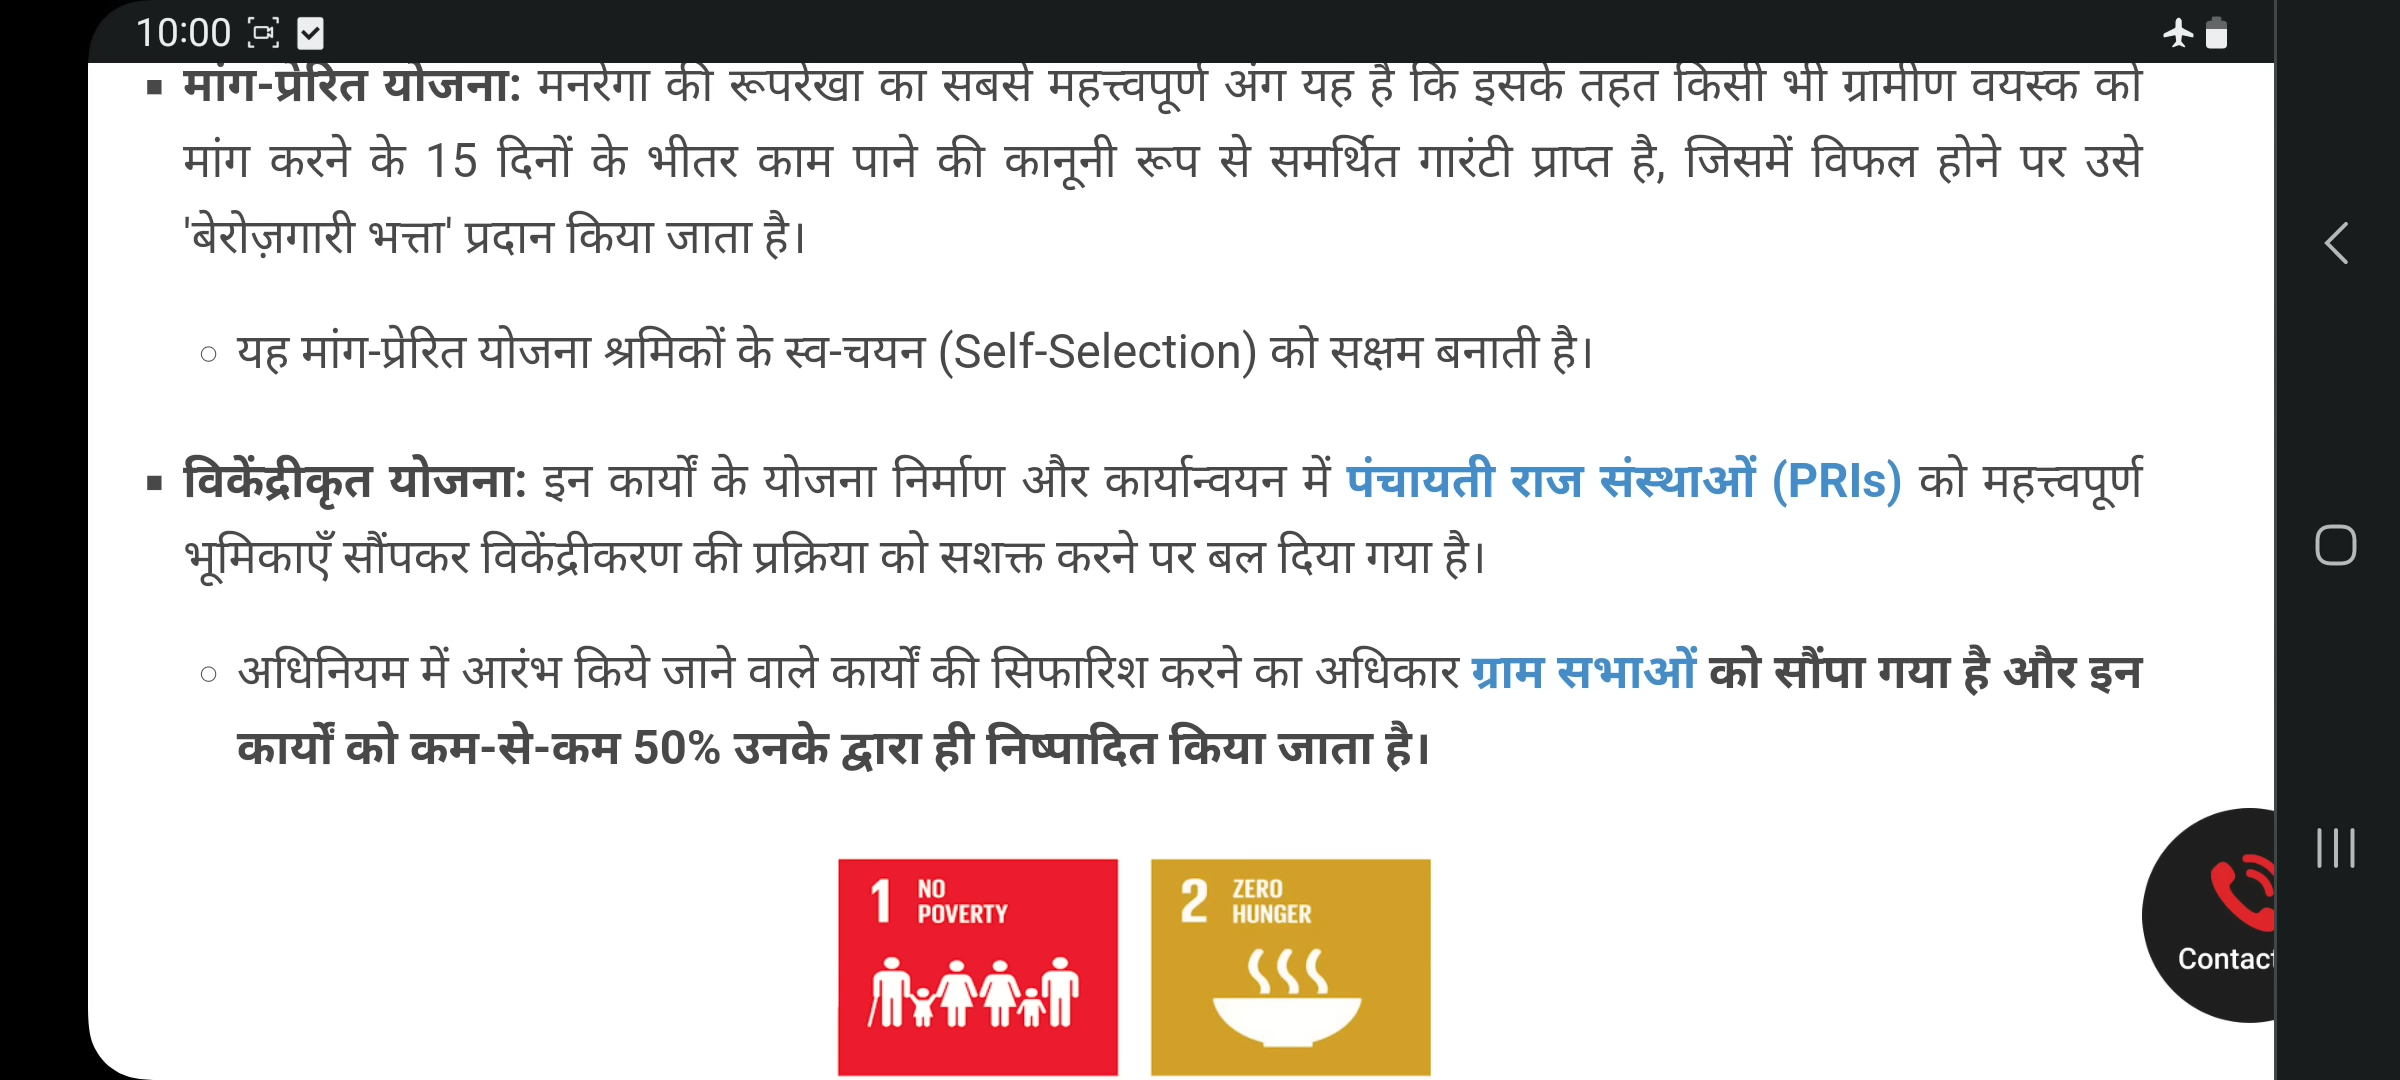 10:00
मांग-प्रेरित योजना: मनरेगा की रूपरेखा का सबसे महत्त्वपूर्ण अंग यह है कि इसके तहत किसी भी ग्रामीण वयस्क को
मांग करने के 15 दिनों के भीतर काम पाने की कानूनी रूप से समर्थित गारंटी प्राप्त है, जिसमें विफल होने पर उसे
'बेरोज़गारी भत्ता' प्रदान किया जाता है।
यह मांग-प्रेरित योजना श्रमिकों के स्व-चयन (Self-Selection) को सक्षम बनाती है।
विकेंद्रीकृत योजना: इन कार्यों के योजना निर्माण और कार्यान्वयन में पंचायती राज संस्थाओं (PRIs) को महत्त्वपूर्ण
भूमिकाएँ सौंपकर विकेंद्रीकरण की प्रक्रिया को सशक्त करने पर बल दिया गया है।
अधिनियम में आरंभ किये जाने वाले कार्यों की सिफारिश करने का अधिकार ग्राम सभाओं को सौंपा गया है और इन
कार्यों को कम-से-कम 50% उनके द्वारा ही निष्पादित किया जाता है।
1 NO
POVERTY
2 ZERO
HUNGER
Contact